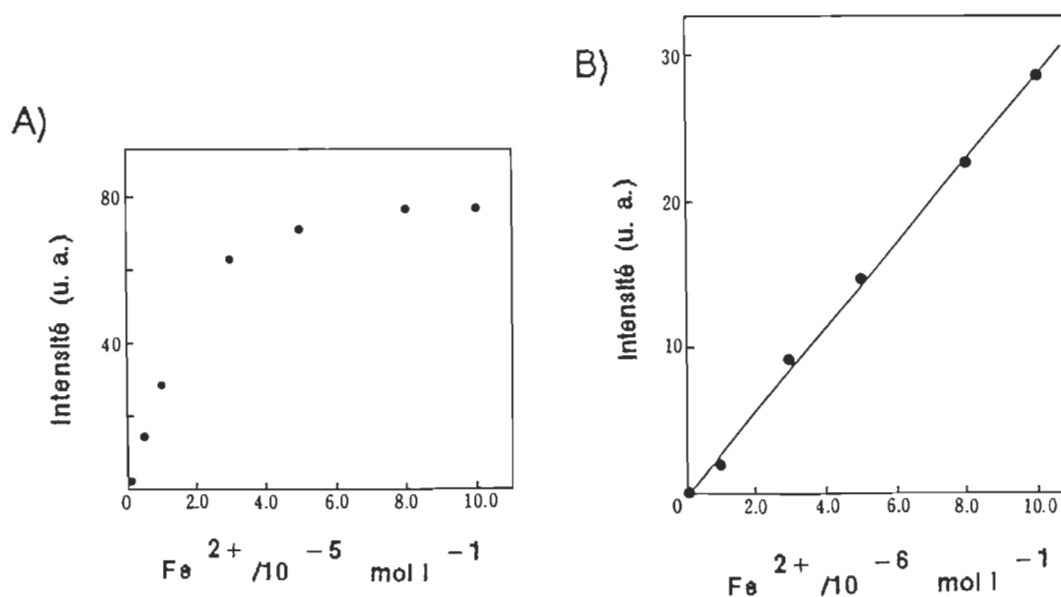 A)
Intensité (u. a.)
80
40
0 2.0 4.0 6.0 8.0 10.0
Fe 2+ /10 -5 mol l -1
B)
Intensité (u. a.)
30
20
10
0 2.0 4.0 6.0 8.0 10.0
Fe 2+ /10 -6 mol l -1